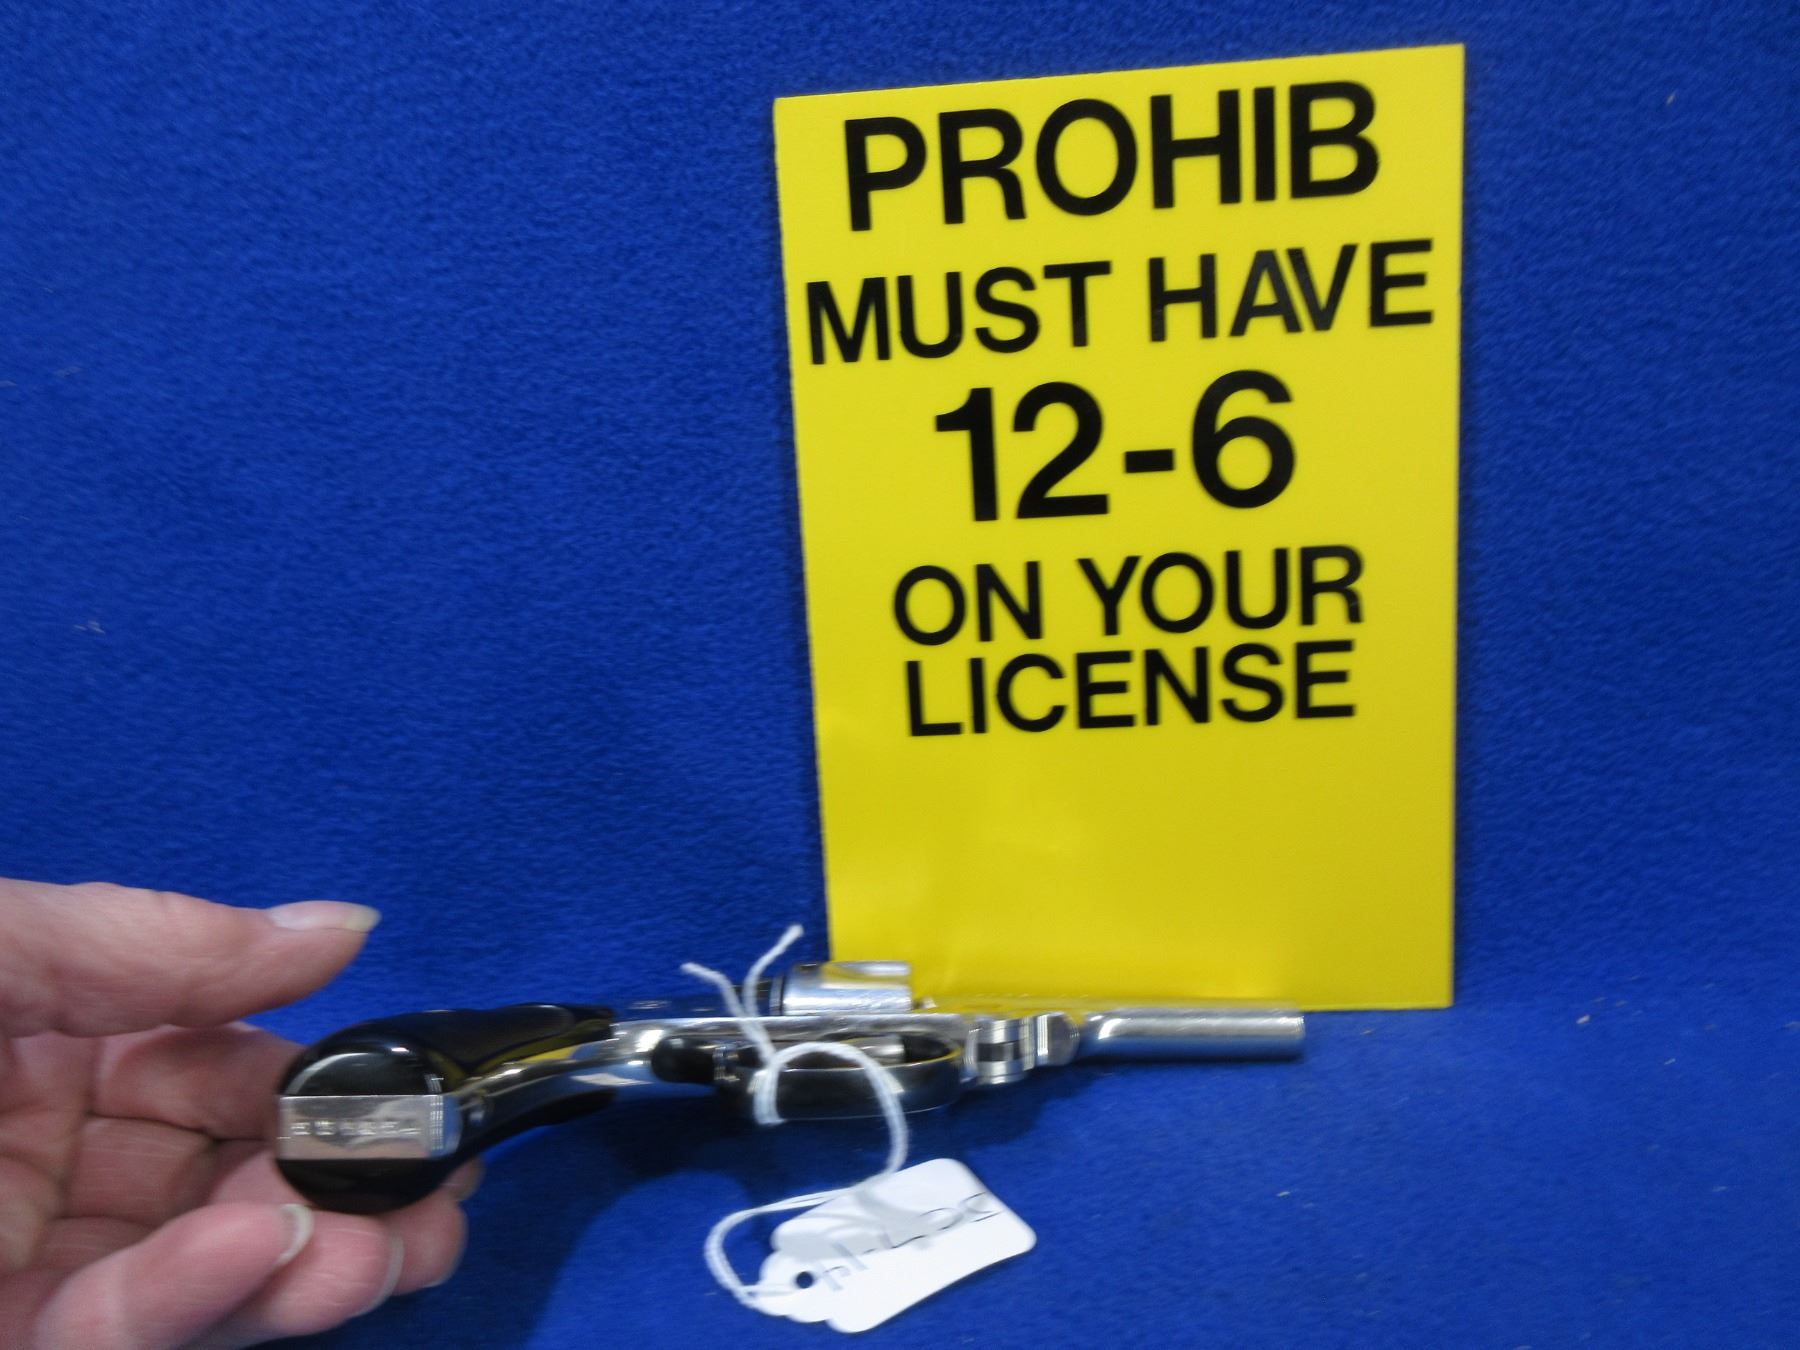 PROHIB
MUST HAVE
12-6
ON YOUR
LICENSE